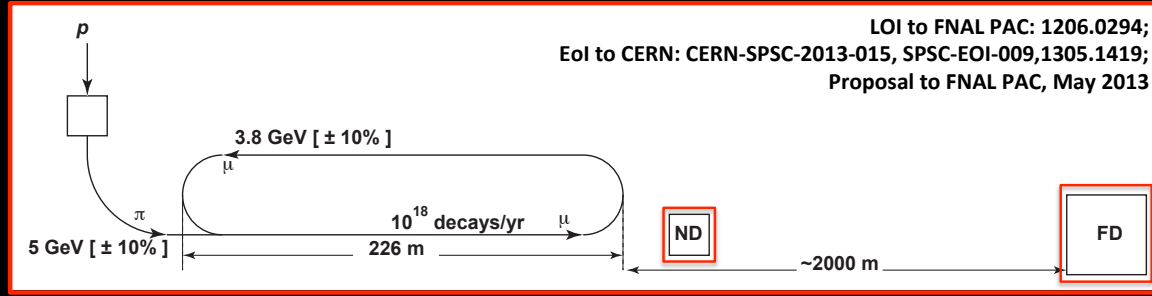 LOI to FNAL PAC: 1206.0294;
EoI to CERN: CERN-SPSC-2013-015, SPSC-EOI-009,1305.1419;
Proposal to FNAL PAC, May 2013
p
3.8 GeV [ ± 10% ]
μ
π
10¹⁸ decays/yr
μ
5 GeV [ ± 10% ]
226 m
ND
FD
~2000 m